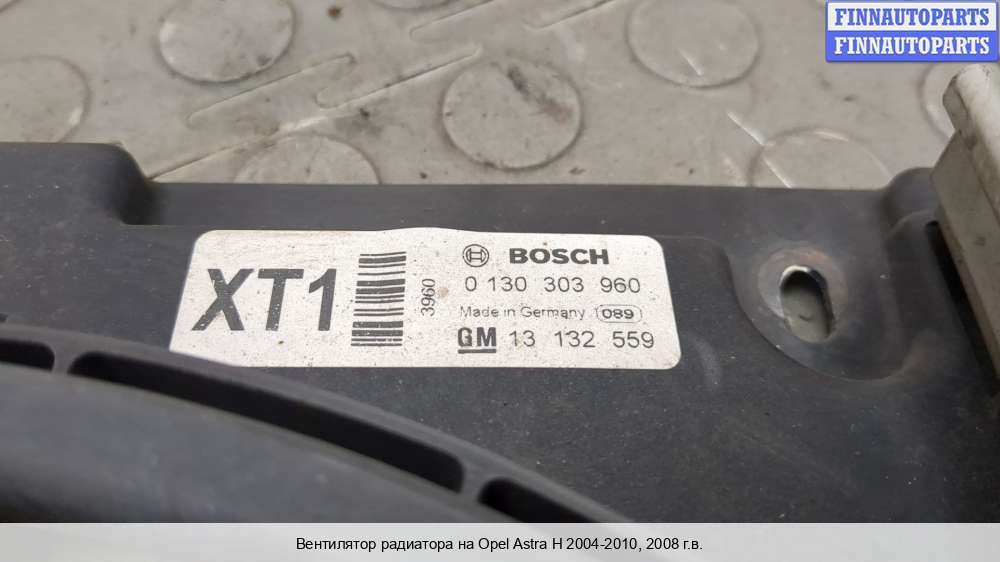 FINNAUTOPARTS
FINNAUTOPARTS
XT1
3960
BOSCH
0 130 303 960
Made in Germany 089
GM 13 132 559
Вентилятор радиатора на Opel Astra H 2004-2010, 2008 г.в.